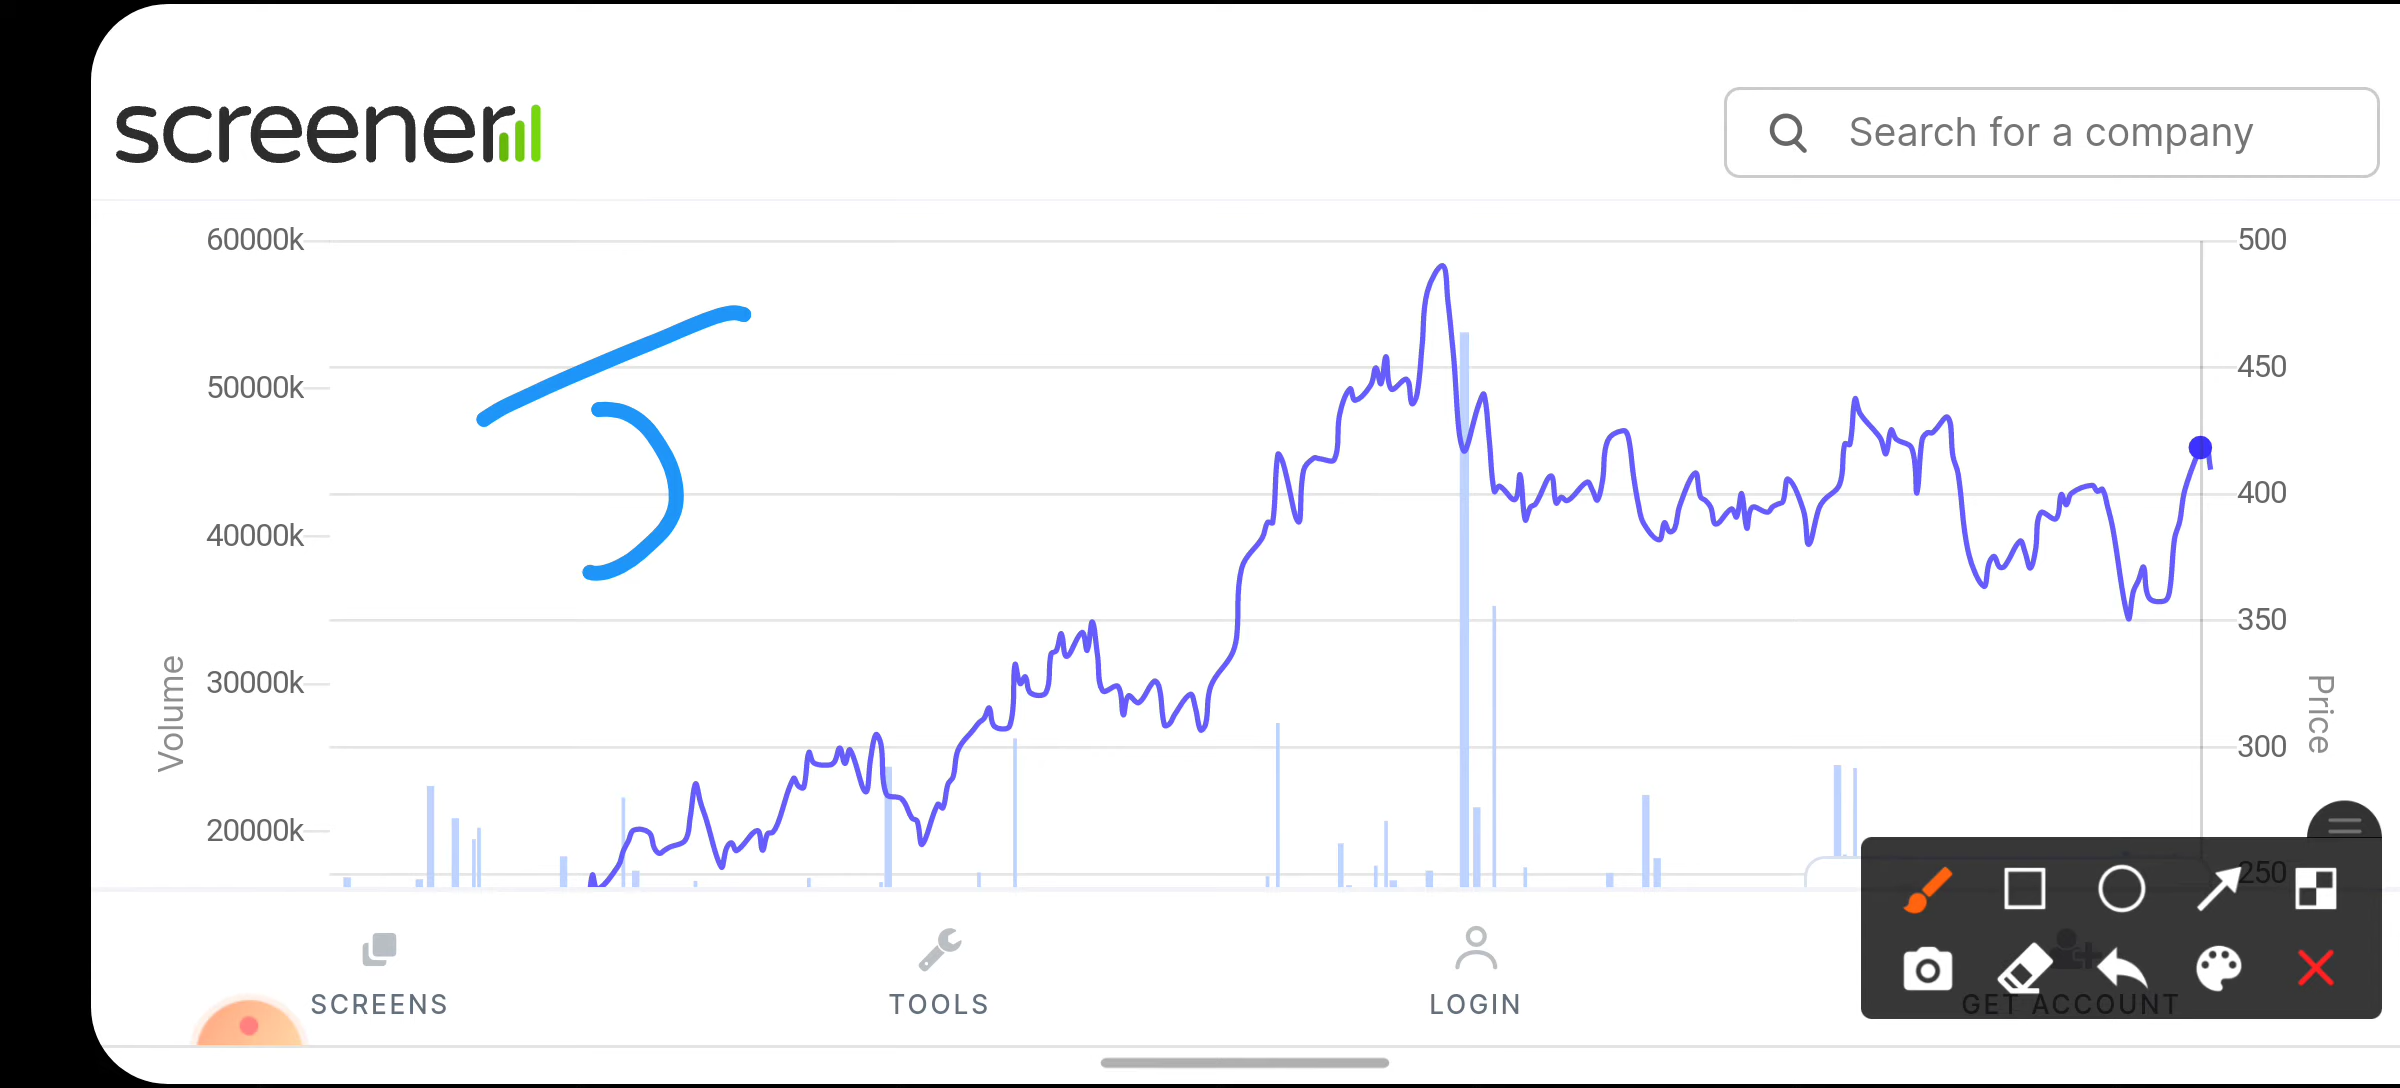 screener
Search for a company
60000k
50000k
40000k
30000k
20000k
Volume
500
450
400
350
300
250
Price
SCREENS
TOOLS
LOGIN
GET ACCOUNT